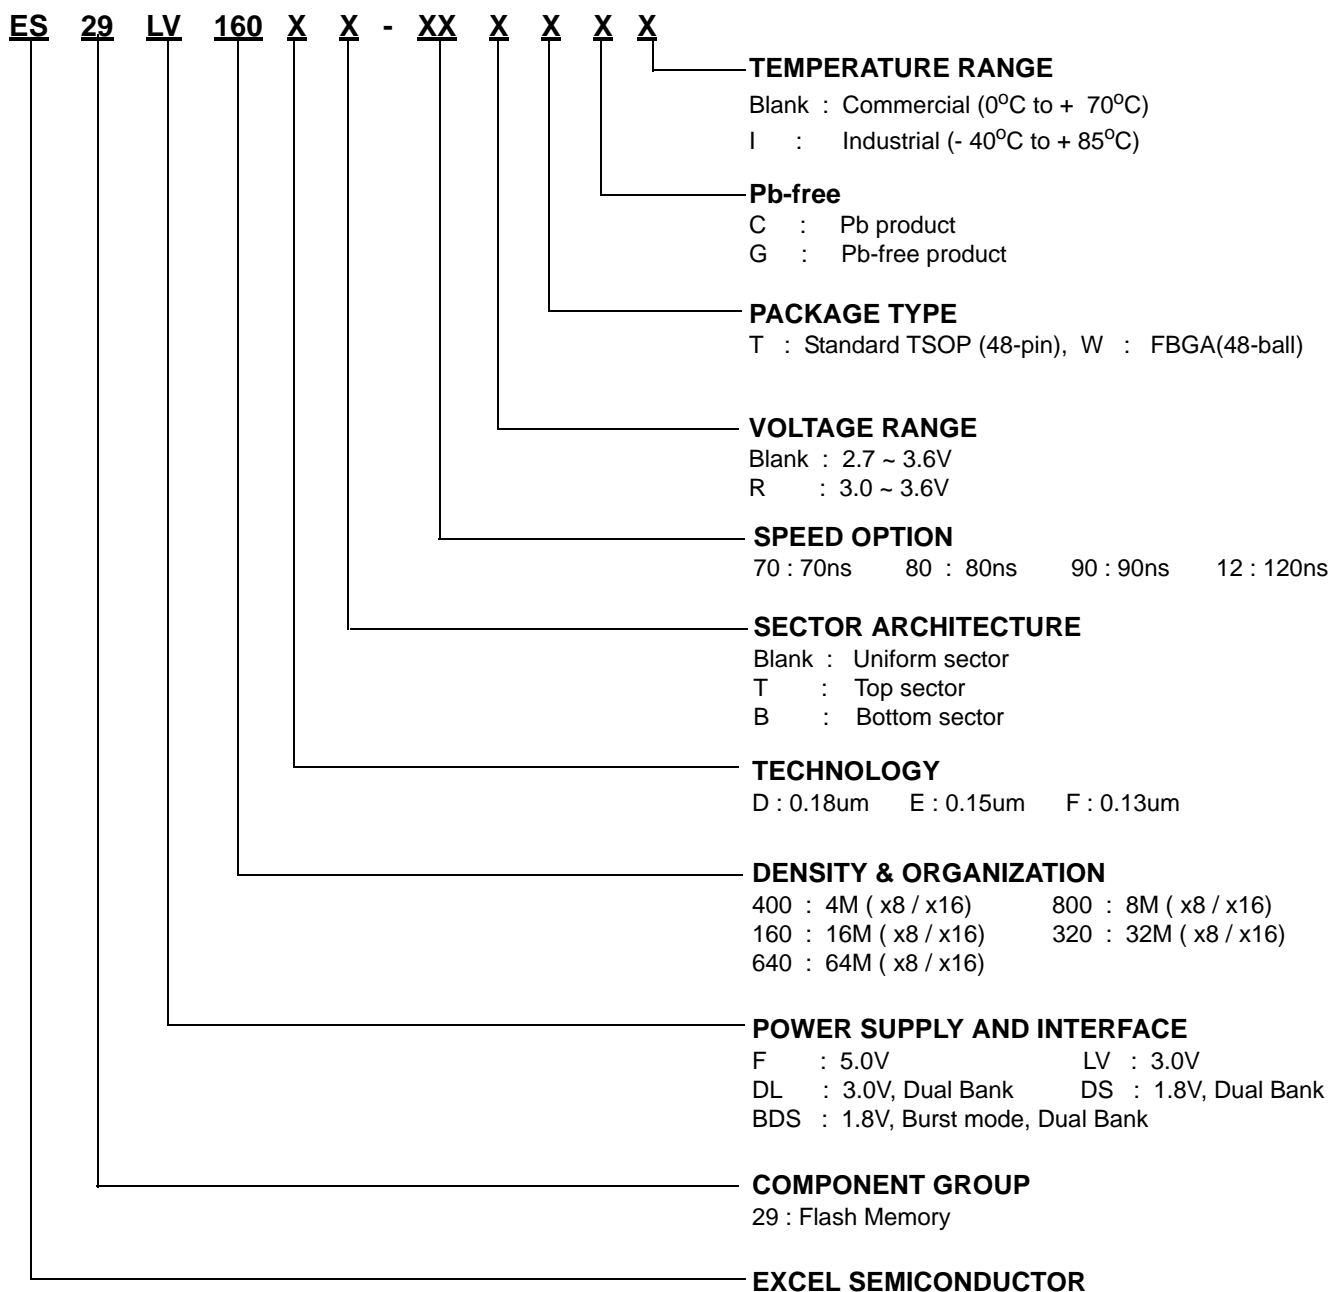 ES 29 LV 160 X X - XX X X X X
TEMPERATURE RANGE
Blank : Commercial (0°C to + 70°C)
I : Industrial (- 40°C to + 85°C)
Pb-free
C : Pb product
G : Pb-free product
PACKAGE TYPE
T : Standard TSOP (48-pin), W : FBGA(48-ball)
VOLTAGE RANGE
Blank : 2.7 ~ 3.6V
R : 3.0 ~ 3.6V
SPEED OPTION
70 : 70ns 80 : 80ns 90 : 90ns 12 : 120ns
SECTOR ARCHITECTURE
Blank : Uniform sector
T : Top sector
B : Bottom sector
TECHNOLOGY
D : 0.18um E : 0.15um F : 0.13um
DENSITY & ORGANIZATION
400 : 4M ( x8 / x16) 800 : 8M ( x8 / x16)
160 : 16M ( x8 / x16) 320 : 32M ( x8 / x16)
640 : 64M ( x8 / x16)
POWER SUPPLY AND INTERFACE
F : 5.0V LV : 3.0V
DL : 3.0V, Dual Bank DS : 1.8V, Dual Bank
BDS : 1.8V, Burst mode, Dual Bank
COMPONENT GROUP
29 : Flash Memory
EXCEL SEMICONDUCTOR